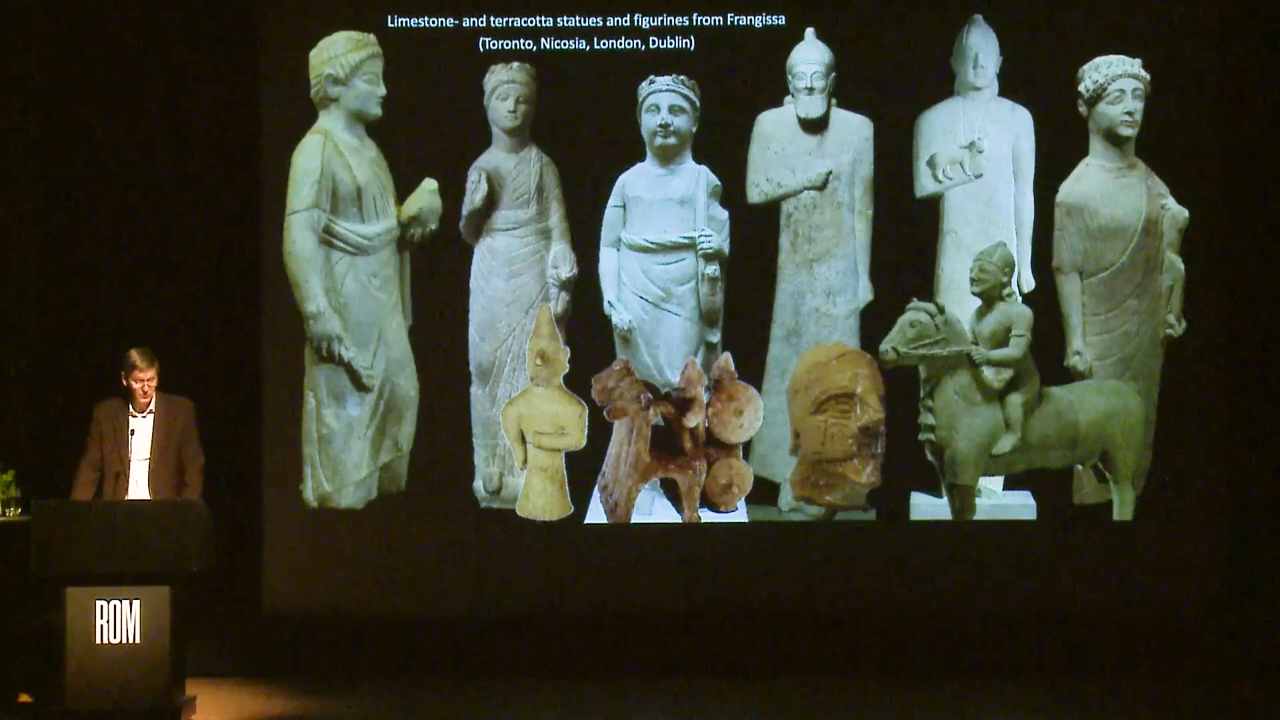 Limestone- and terracotta statues and figurines from Frangissa
(Toronto, Nicosia, London, Dublin)
ROM